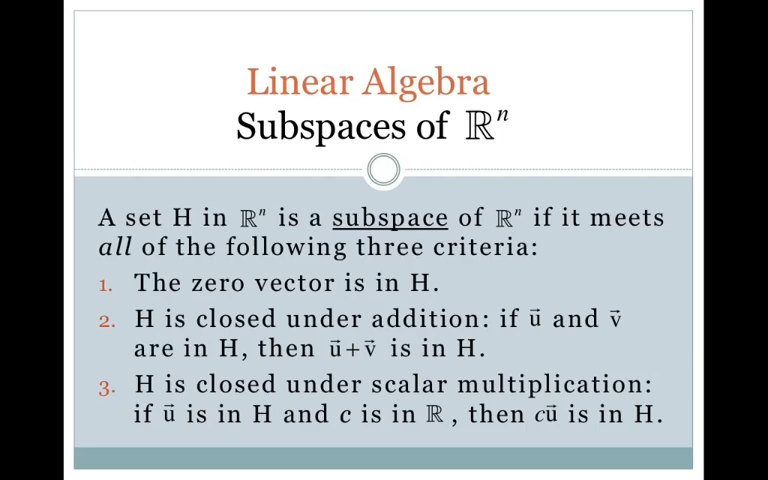 Linear Algebra
Subspaces of ℝⁿ
A set H in ℝⁿ is a subspace of ℝⁿ if it meets
all of the following three criteria:
1. The zero vector is in H.
2. H is closed under addition: if u⃗ and v⃗
are in H, then u⃗+v⃗ is in H.
3. H is closed under scalar multiplication:
if u⃗ is in H and c is in ℝ , then cu⃗ is in H.